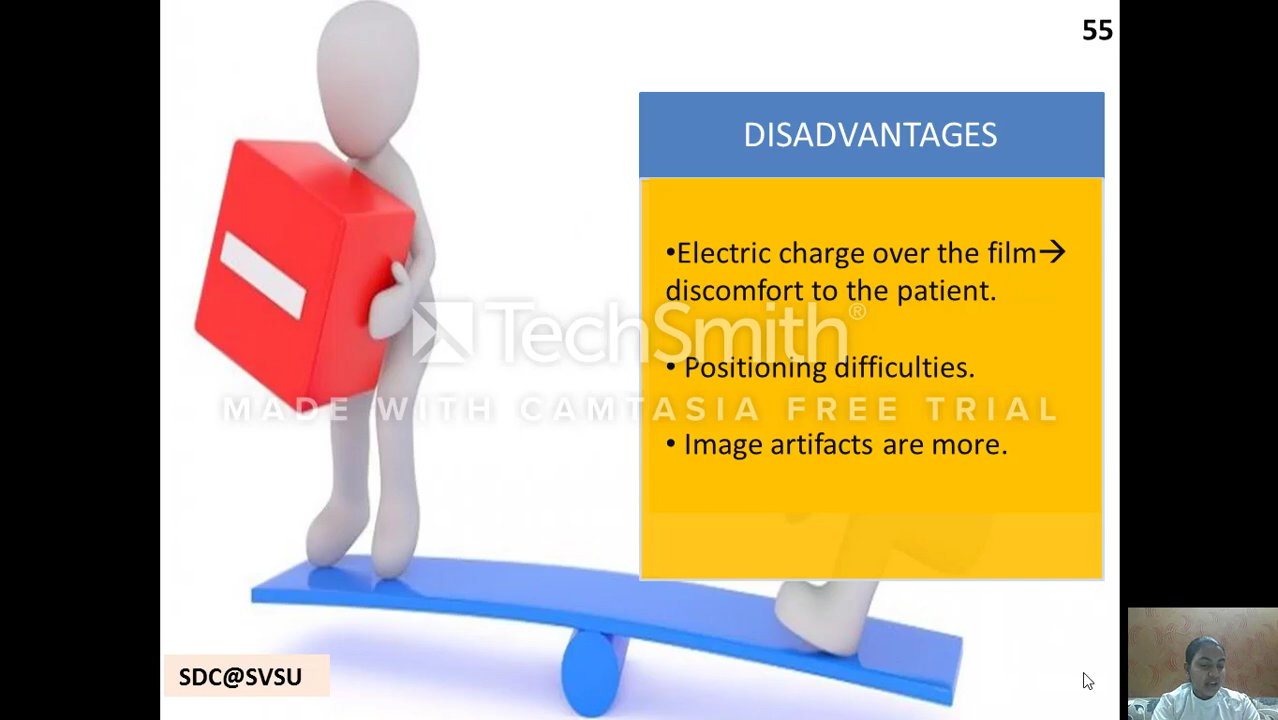 55
DISADVANTAGES
•Electric charge over the film→
discomfort to the patient.
TechSmith®
• Positioning difficulties.
MADE WITH CAMTASIA FREE TRIAL
• Image artifacts are more.
SDC@SVSU